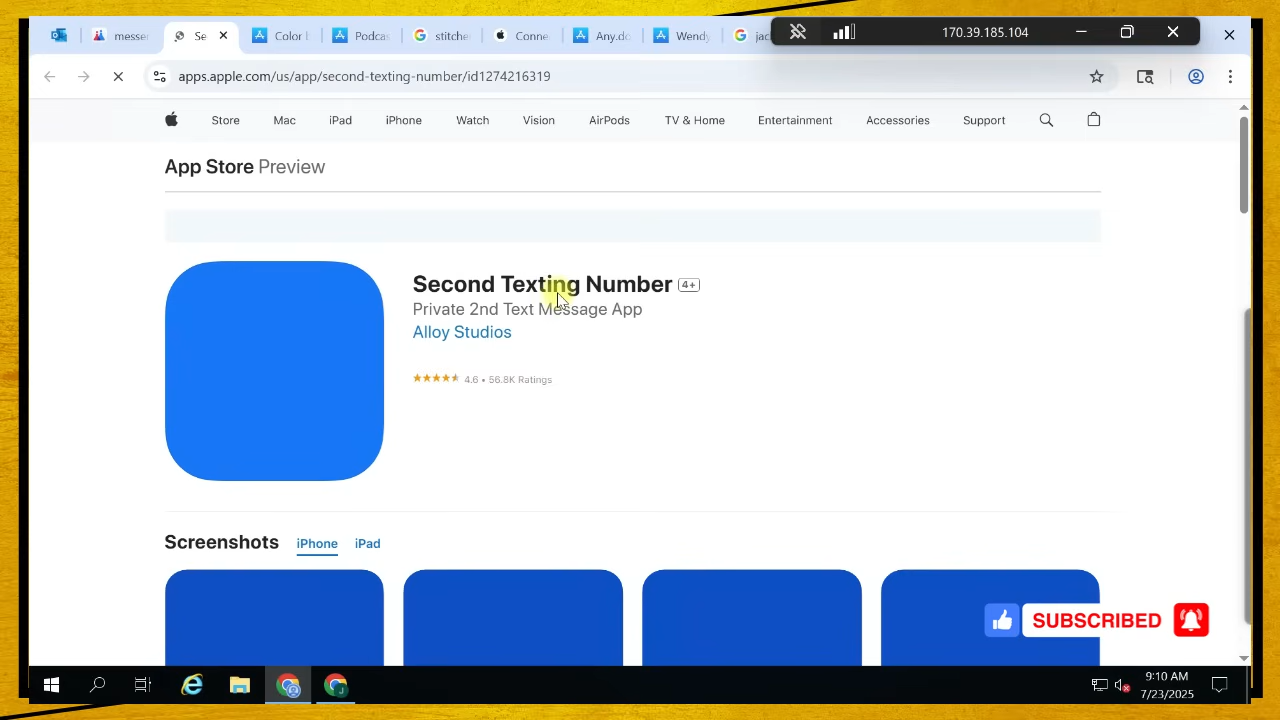 messer
Se
Color l
Podca
stitche
Conne
Any.do
Wendy
jac
170.39.185.104
apps.apple.com/us/app/second-texting-number/id1274216319
Store Mac iPad iPhone Watch Vision AirPods TV & Home Entertainment Accessories Support
App Store Preview
Second Texting Number 4+
Private 2nd Text Message App
Alloy Studios
4.6 • 56.8K Ratings
Screenshots iPhone iPad
SUBSCRIBED
9:10 AM
7/23/2025